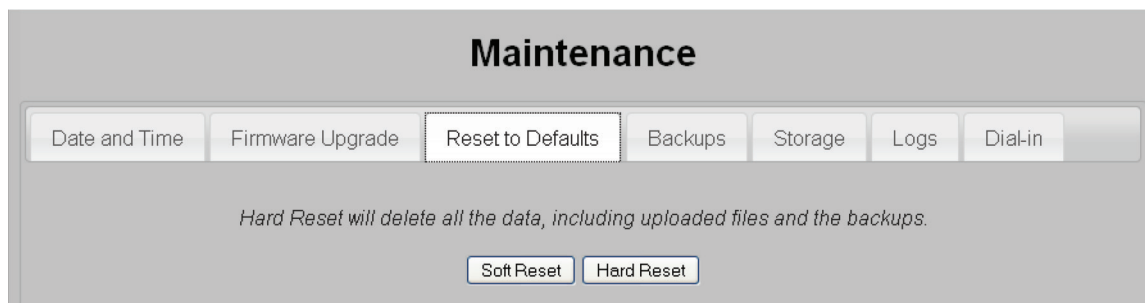 Maintenance
Date and Time Firmware Upgrade Reset to Defaults Backups Storage Logs Dial-in
Hard Reset will delete all the data, including uploaded files and the backups.
Soft Reset Hard Reset